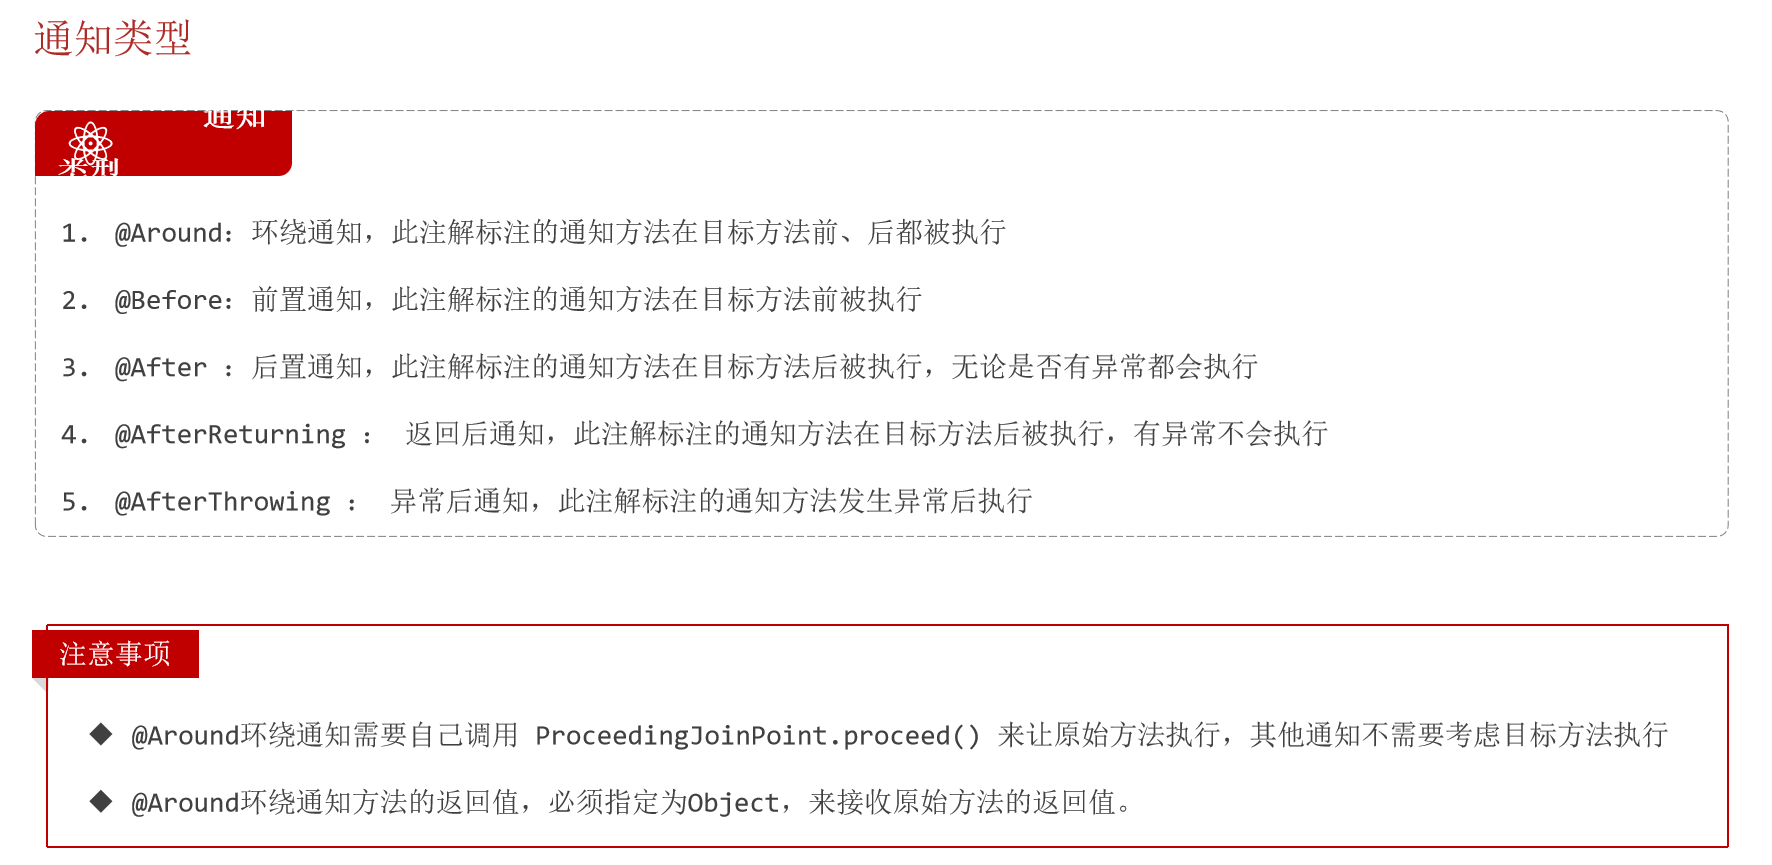 通知类型
通知
类型
1. @Around：环绕通知，此注解标注的通知方法在目标方法前、后都被执行
2. @Before：前置通知，此注解标注的通知方法在目标方法前被执行
3. @After ：后置通知，此注解标注的通知方法在目标方法后被执行，无论是否有异常都会执行
4. @AfterReturning ： 返回后通知，此注解标注的通知方法在目标方法后被执行，有异常不会执行
5. @AfterThrowing ： 异常后通知，此注解标注的通知方法发生异常后执行
注意事项
◆ @Around环绕通知需要自己调用 ProceedingJoinPoint.proceed() 来让原始方法执行，其他通知不需要考虑目标方法执行
◆ @Around环绕通知方法的返回值，必须指定为Object，来接收原始方法的返回值。